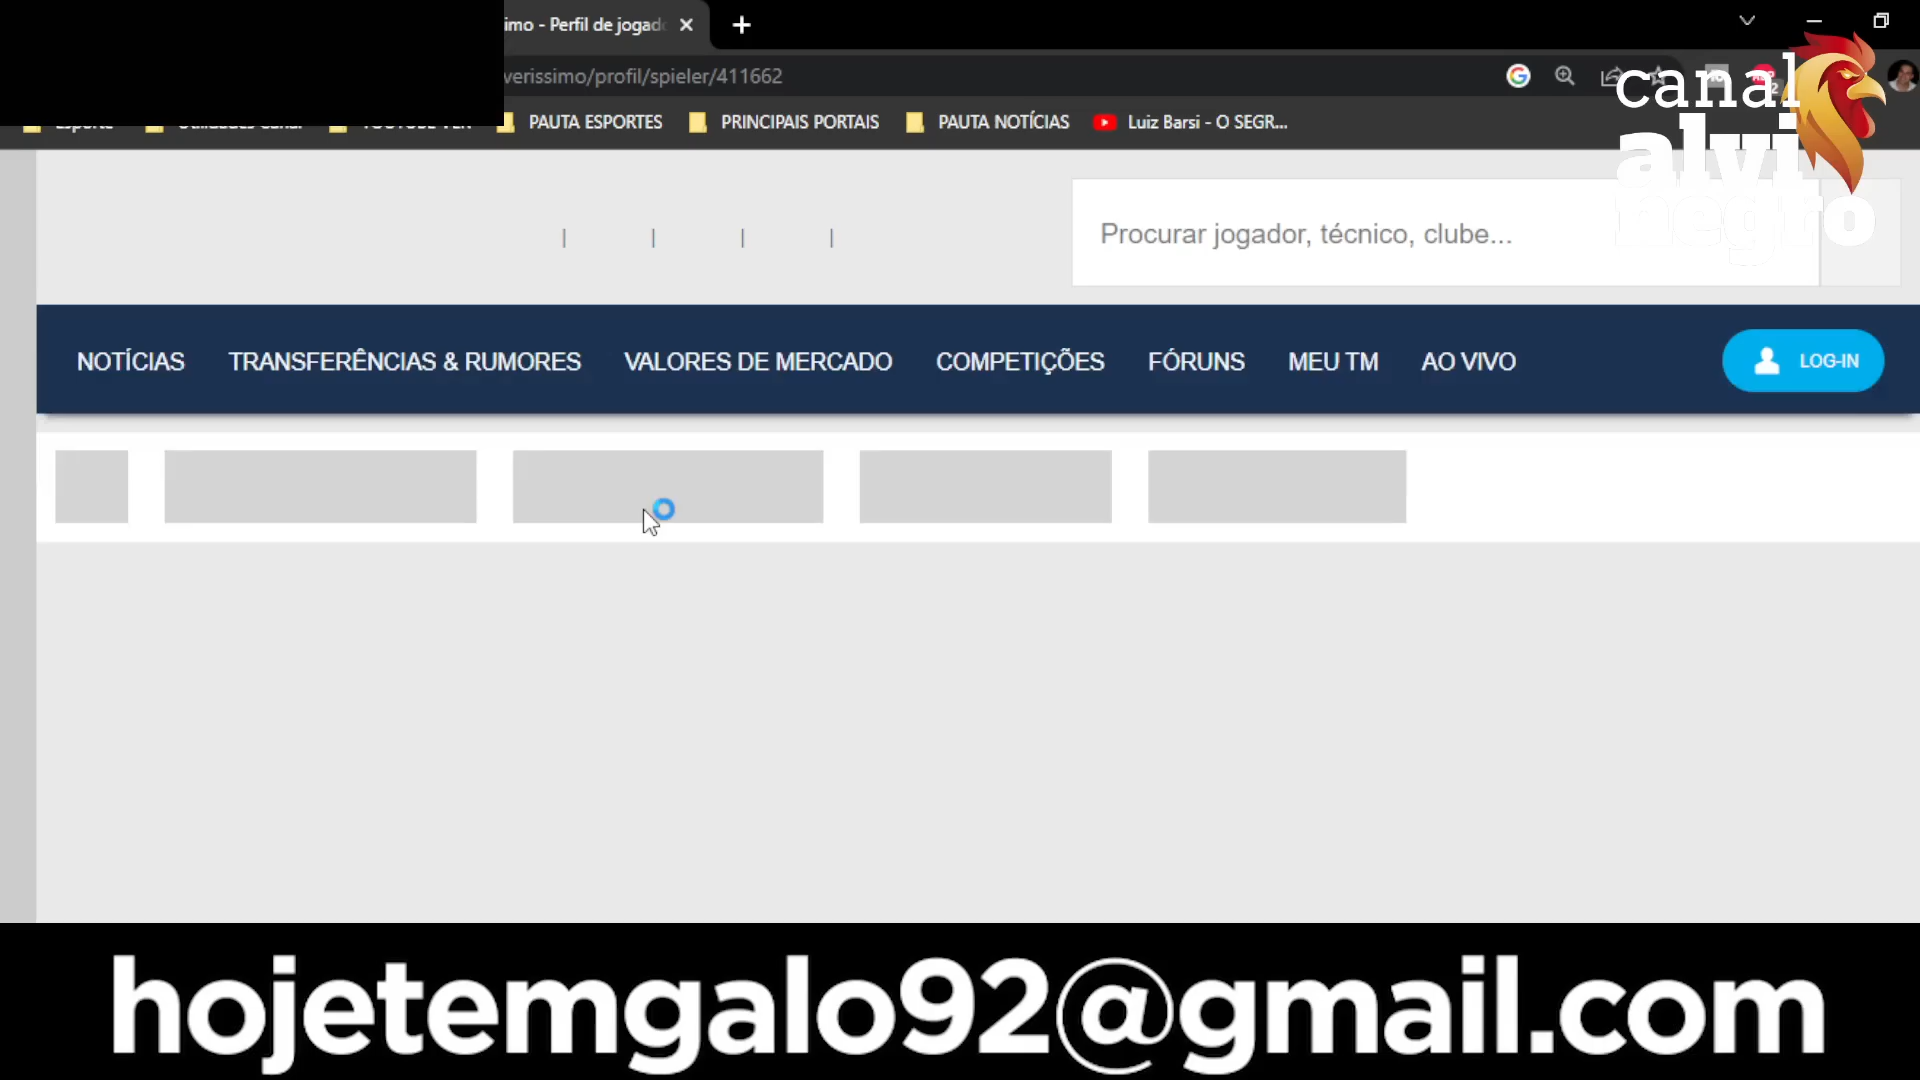 imo - Perfil de jogad
verissimo/profil/spieler/411662
PAUTA ESPORTES
PRINCIPAIS PORTAIS
PAUTA NOTÍCIAS
Luiz Barsi - O SEGR...
canal
alvi
negro
Procurar jogador, técnico, clube...
NOTÍCIAS TRANSFERÊNCIAS & RUMORES VALORES DE MERCADO COMPETIÇÕES FÓRUNS MEU TM AO VIVO LOG-IN
hojetemgalo92@gmail.com